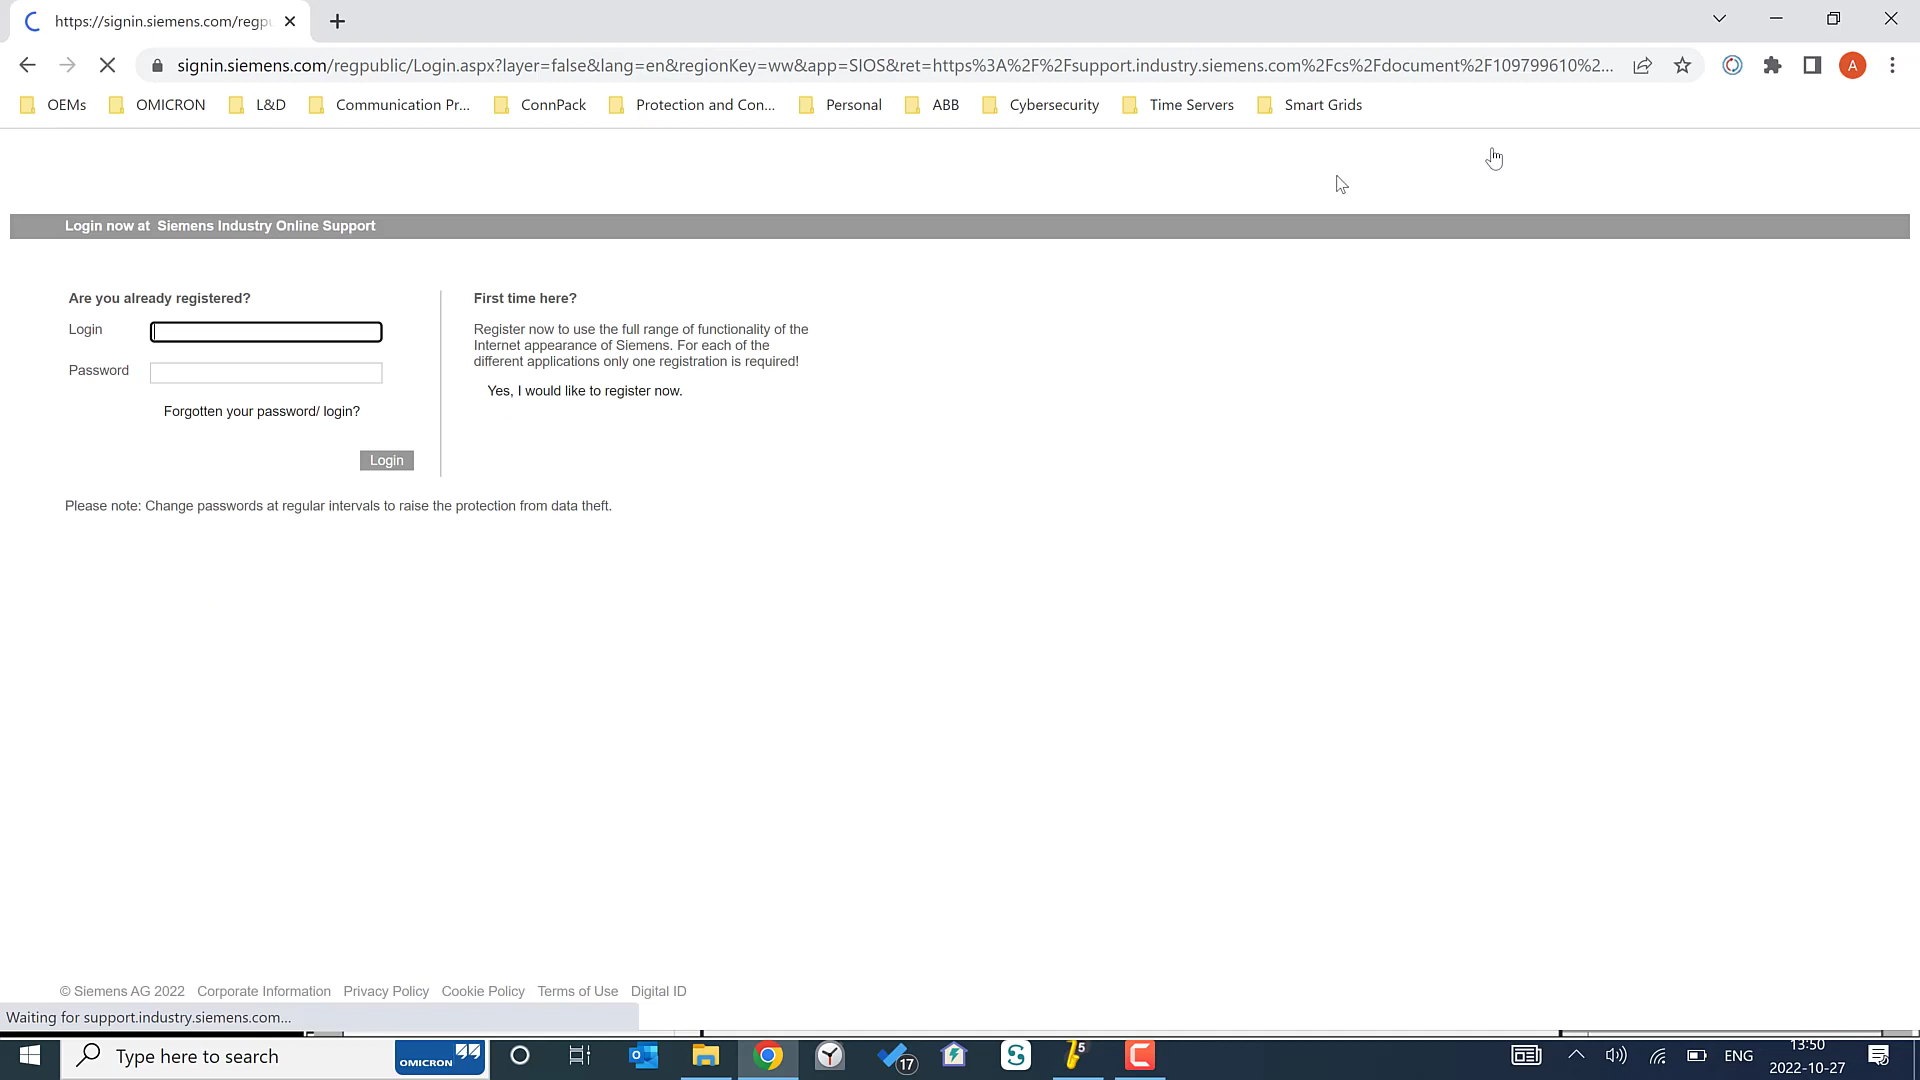 https://signin.siemens.com/regpu
signin.siemens.com/regpublic/Login.aspx?layer=false&lang=en&regionKey=ww&app=SIOS&ret=https%3A%2F%2Fsupport.industry.siemens.com%2Fcs%2Fdocument%2F109799610%2...
A
OEMs OMICRON L&D Communication Pr... ConnPack Protection and Con... Personal ABB Cybersecurity Time Servers Smart Grids
Login now at Siemens Industry Online Support
Are you already registered?
Login
Password
Forgotten your password/ login?
Login
First time here?
Register now to use the full range of functionality of the
Internet appearance of Siemens. For each of the
different applications only one registration is required!
Yes, I would like to register now.
Please note: Change passwords at regular intervals to raise the protection from data theft.
© Siemens AG 2022 Corporate Information Privacy Policy Cookie Policy Terms of Use Digital ID
Waiting for support.industry.siemens.com...
Type here to search
OMICRON
17
5
ENG
13:50
2022-10-27